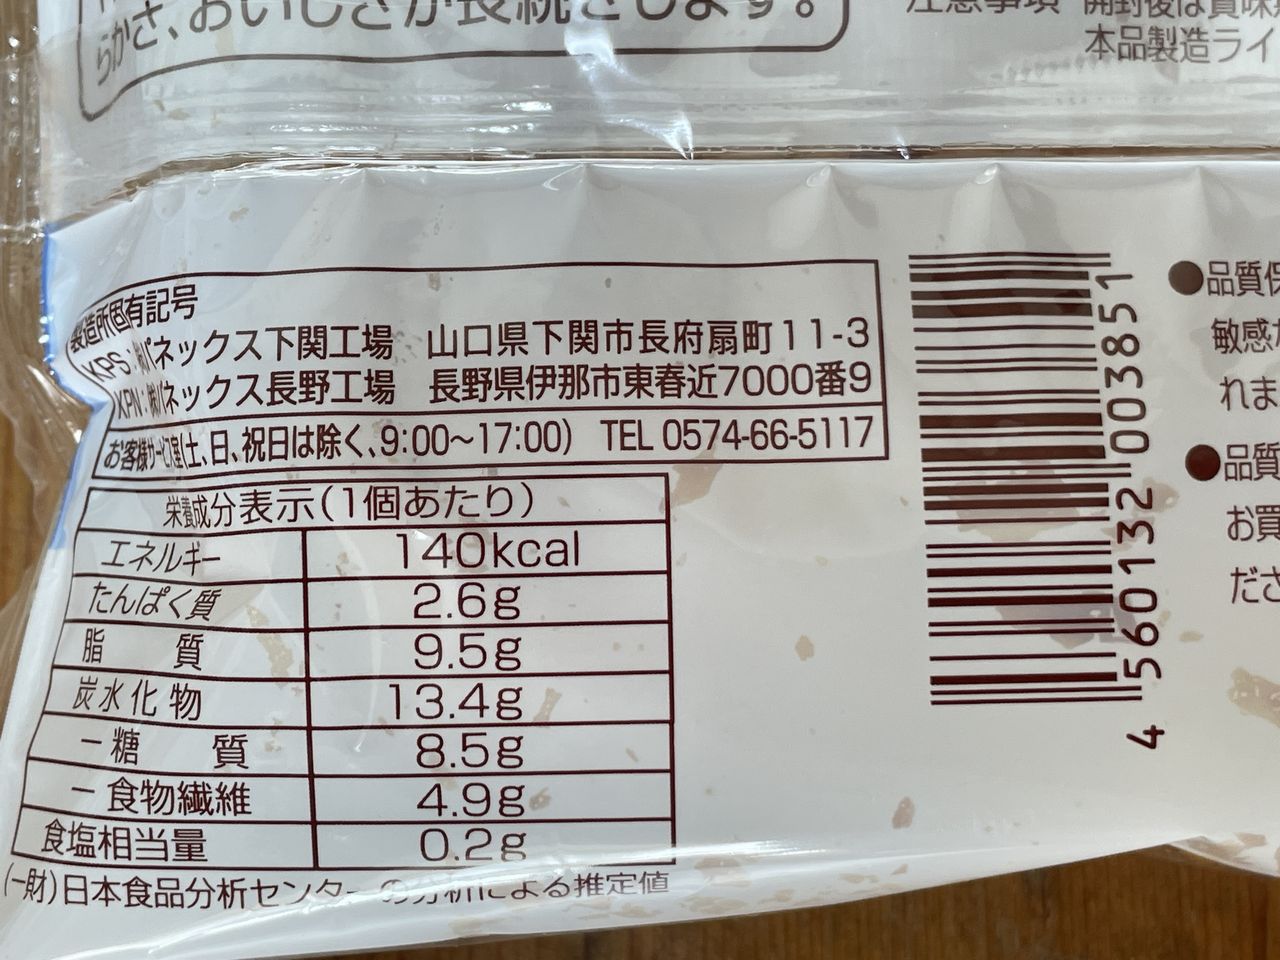 らかさ、おいしさが長続きします。
注意事項 開封後は賞味
本品製造ライ
製造所固有記号
KPS:㈱パネックス下関工場 山口県下関市長府扇町11-3
XPN:㈱パネックス長野工場 長野県伊那市東春近7000番9
お客様サービス室(土、日、祝日は除く、9:00～17:00) TEL 0574-66-5117
栄養成分表示(1個あたり)
エネルギー 140kcal
たんぱく質 2.6g
脂質 9.5g
炭水化物 13.4g
－糖質 8.5g
－食物繊維 4.9g
食塩相当量 0.2g
(一財)日本食品分析センターの分析による推定値
4 560132 003851
●品質保
敏感
れま
●品質
お買
ださ